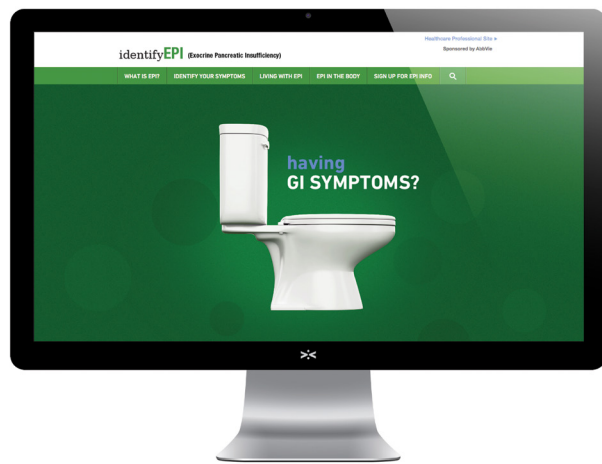 Healthcare Professional Site »
Sponsored by AbbVie
identifyEPI (Exocrine Pancreatic Insufficiency)
WHAT IS EPI? IDENTIFY YOUR SYMPTOMS LIVING WITH EPI EPI IN THE BODY SIGN UP FOR EPI INFO
having
GI SYMPTOMS?